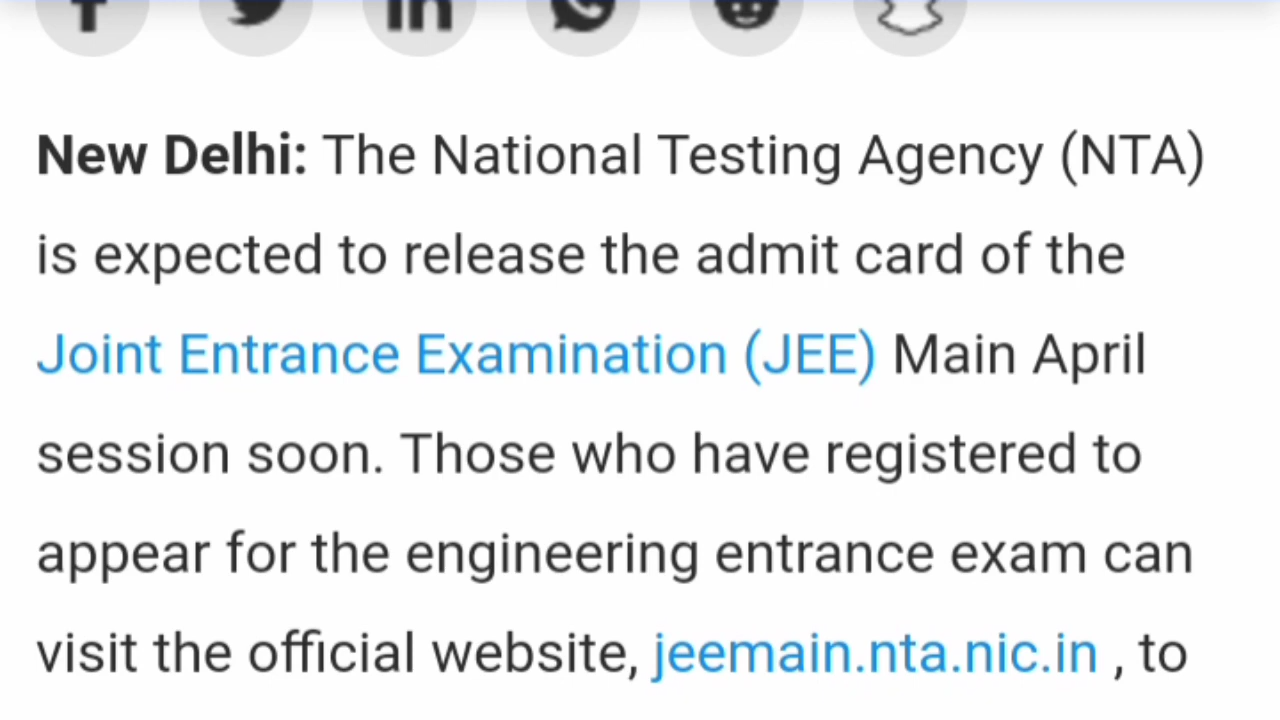 New Delhi: The National Testing Agency (NTA)
is expected to release the admit card of the
Joint Entrance Examination (JEE) Main April
session soon. Those who have registered to
appear for the engineering entrance exam can
visit the official website, jeemain.nta.nic.in , to